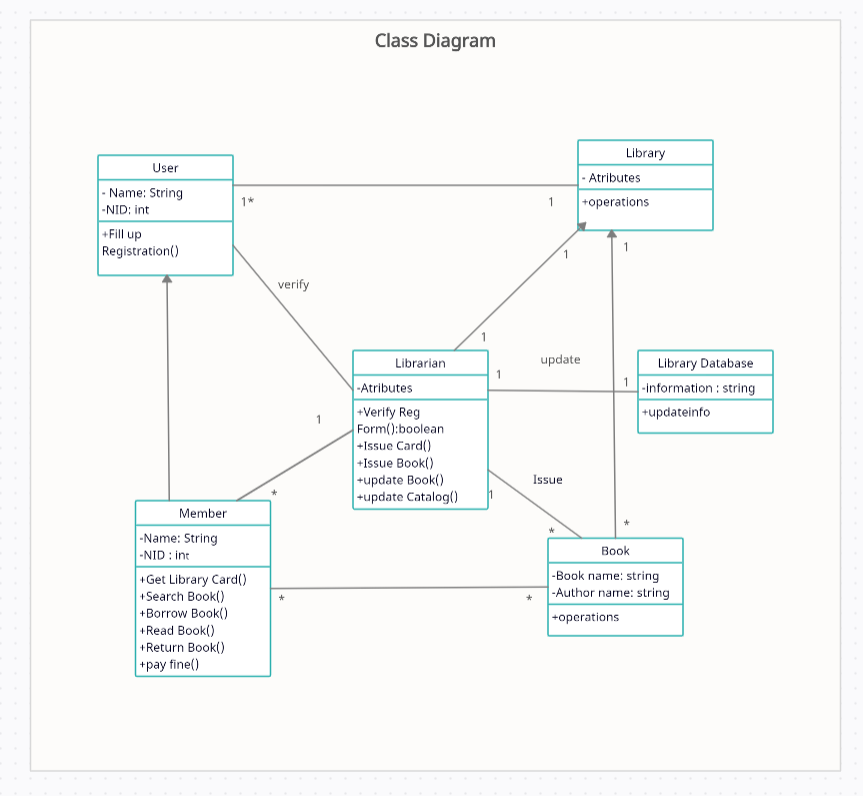 Class Diagram
User
- Name: String
-NID: int
+Fill up
Registration()
Library
- Atributes
+operations
1*
1
verify
1
1
1
Librarian
-Atributes
+Verify Reg
Form():boolean
+Issue Card()
+Issue Book()
+update Book()
+update Catalog()
update
1
1
Library Database
-information : string
+updateinfo
1
*
Issue
1
*
*
Member
-Name: String
-NID : int
+Get Library Card()
+Search Book()
+Borrow Book()
+Read Book()
+Return Book()
+pay fine()
Book
-Book name: string
-Author name: string
+operations
*
*